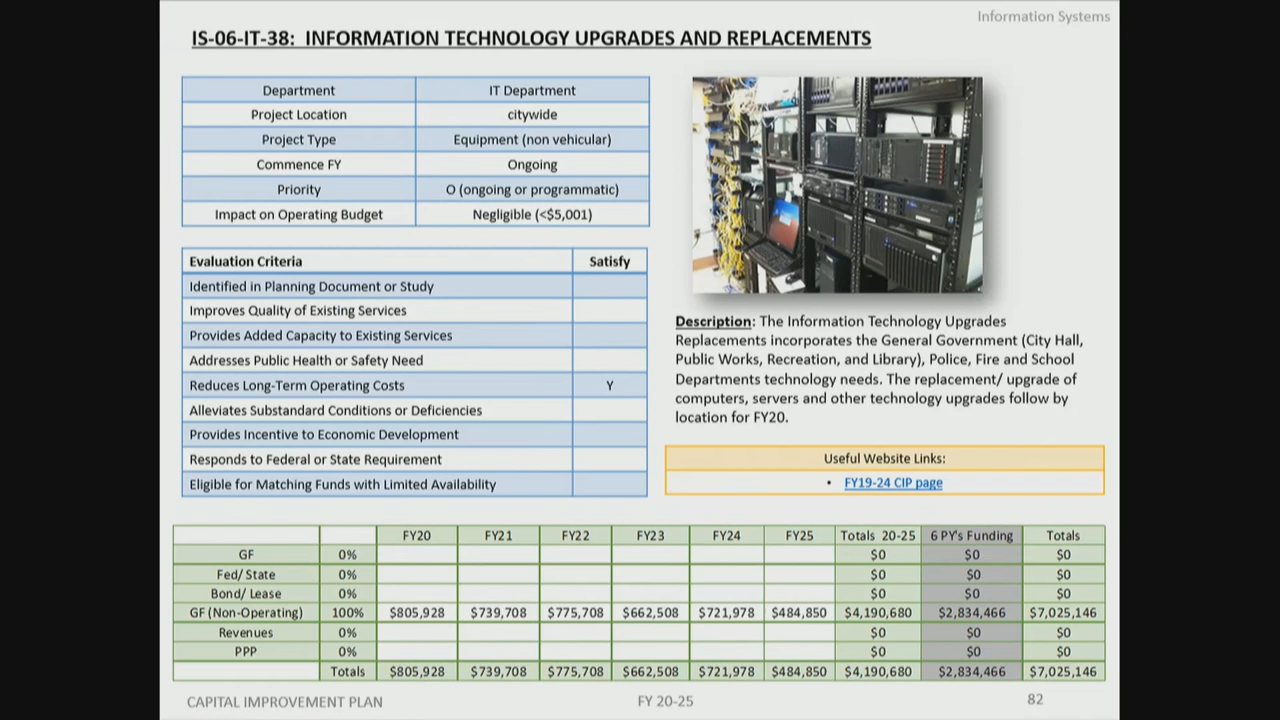 Information Systems
IS-06-IT-38: INFORMATION TECHNOLOGY UPGRADES AND REPLACEMENTS
Department IT Department
Project Location citywide
Project Type Equipment (non vehicular)
Commence FY Ongoing
Priority O (ongoing or programmatic)
Impact on Operating Budget Negligible (<$5,001)
Evaluation Criteria Satisfy
Identified in Planning Document or Study
Improves Quality of Existing Services
Provides Added Capacity to Existing Services
Addresses Public Health or Safety Need
Reduces Long-Term Operating Costs Y
Alleviates Substandard Conditions or Deficiencies
Provides Incentive to Economic Development
Responds to Federal or State Requirement
Eligible for Matching Funds with Limited Availability
Description: The Information Technology Upgrades
Replacements incorporates the General Government (City Hall,
Public Works, Recreation, and Library), Police, Fire and School
Departments technology needs. The replacement/ upgrade of
computers, servers and other technology upgrades follow by
location for FY20.
Useful Website Links:
• FY19-24 CIP page
FY20 FY21 FY22 FY23 FY24 FY25 Totals 20-25 6 PY's Funding Totals
GF 0% $0 $0 $0
Fed/ State 0% $0 $0 $0
Bond/ Lease 0% $0 $0 $0
GF (Non-Operating) 100% $805,928 $739,708 $775,708 $662,508 $721,978 $484,850 $4,190,680 $2,834,466 $7,025,146
Revenues 0% $0 $0 $0
PPP 0% $0 $0 $0
Totals $805,928 $739,708 $775,708 $662,508 $721,978 $484,850 $4,190,680 $2,834,466 $7,025,146
CAPITAL IMPROVEMENT PLAN FY 20-25 82